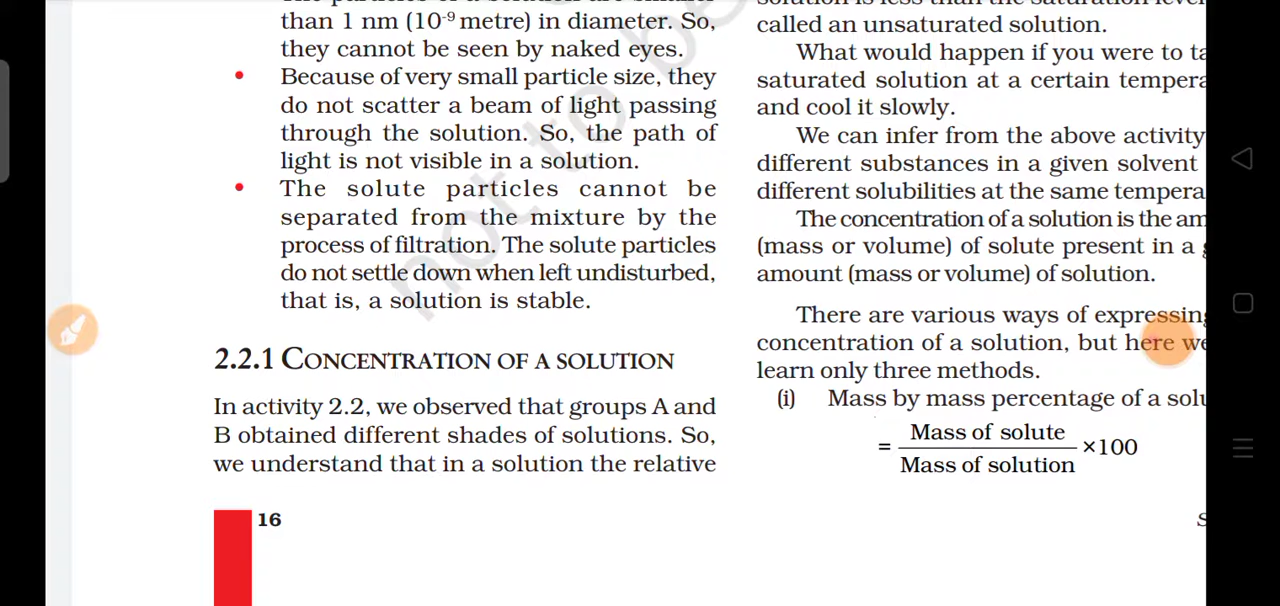 than 1 nm (10-9 metre) in diameter. So,
they cannot be seen by naked eyes.
• Because of very small particle size, they
do not scatter a beam of light passing
through the solution. So, the path of
light is not visible in a solution.
• The solute particles cannot be
separated from the mixture by the
process of filtration. The solute particles
do not settle down when left undisturbed,
that is, a solution is stable.
2.2.1 CONCENTRATION OF A SOLUTION
In activity 2.2, we observed that groups A and
B obtained different shades of solutions. So,
we understand that in a solution the relative
16
called an unsaturated solution.
What would happen if you were to ta
saturated solution at a certain tempera
and cool it slowly.
We can infer from the above activity
different substances in a given solvent
different solubilities at the same tempera
The concentration of a solution is the am
(mass or volume) of solute present in a
amount (mass or volume) of solution.
There are various ways of expressing
concentration of a solution, but here we
learn only three methods.
(i) Mass by mass percentage of a solu
= Mass of solute / Mass of solution ×100
not to be